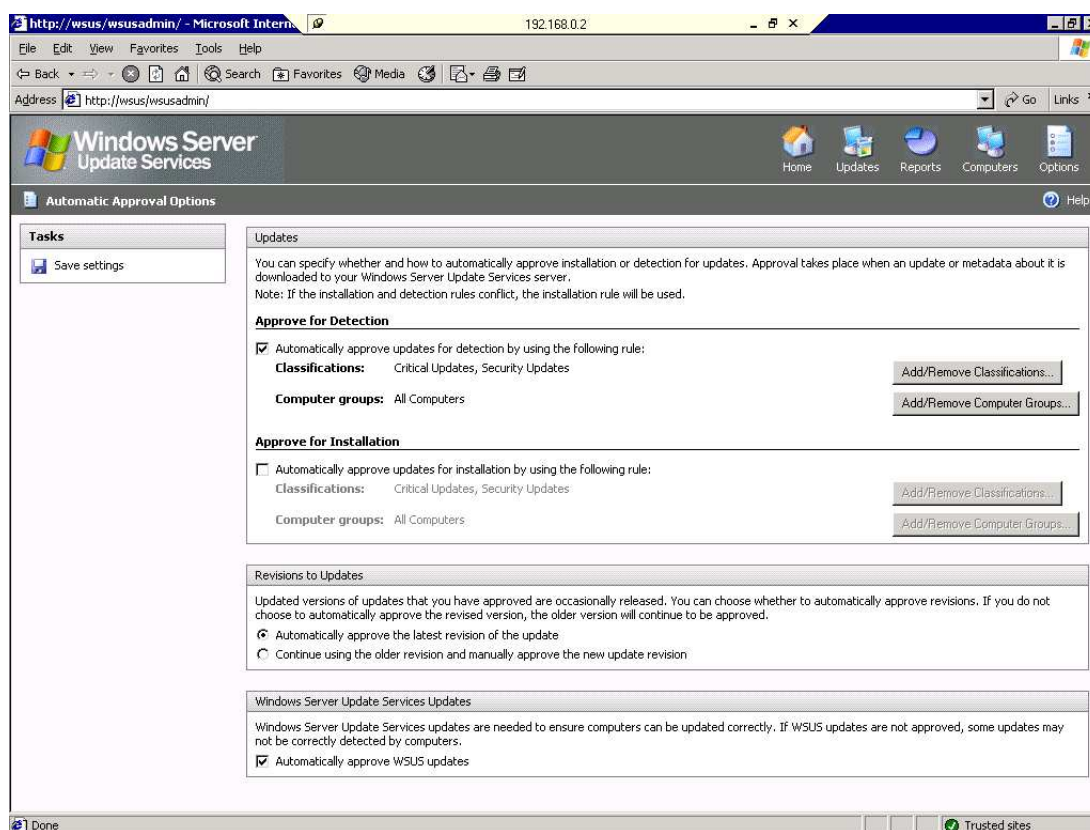 http://wsus/wsusadmin/ - Microsoft Intern
192.168.0.2
File Edit View Favorites Tools Help
Back Search Favorites Media
Address http://wsus/wsusadmin/ Go Links
Windows Server
Update Services
Home Updates Reports Computers Options
Automatic Approval Options Help
Tasks
Save settings
Updates
You can specify whether and how to automatically approve installation or detection for updates. Approval takes place when an update or metadata about it is
downloaded to your Windows Server Update Services server.
Note: If the installation and detection rules conflict, the installation rule will be used.
Approve for Detection
Automatically approve updates for detection by using the following rule:
Classifications: Critical Updates, Security Updates Add/Remove Classifications...
Computer groups: All Computers Add/Remove Computer Groups...
Approve for Installation
Automatically approve updates for installation by using the following rule:
Classifications: Critical Updates, Security Updates Add/Remove Classifications...
Computer groups: All Computers Add/Remove Computer Groups...
Revisions to Updates
Updated versions of updates that you have approved are occasionally released. You can choose whether to automatically approve revisions. If you do not
choose to automatically approve the revised version, the older version will continue to be approved.
Automatically approve the latest revision of the update
Continue using the older revision and manually approve the new update revision
Windows Server Update Services Updates
Windows Server Update Services updates are needed to ensure computers can be updated correctly. If WSUS updates are not approved, some updates may
not be correctly detected by computers.
Automatically approve WSUS updates
Done Trusted sites